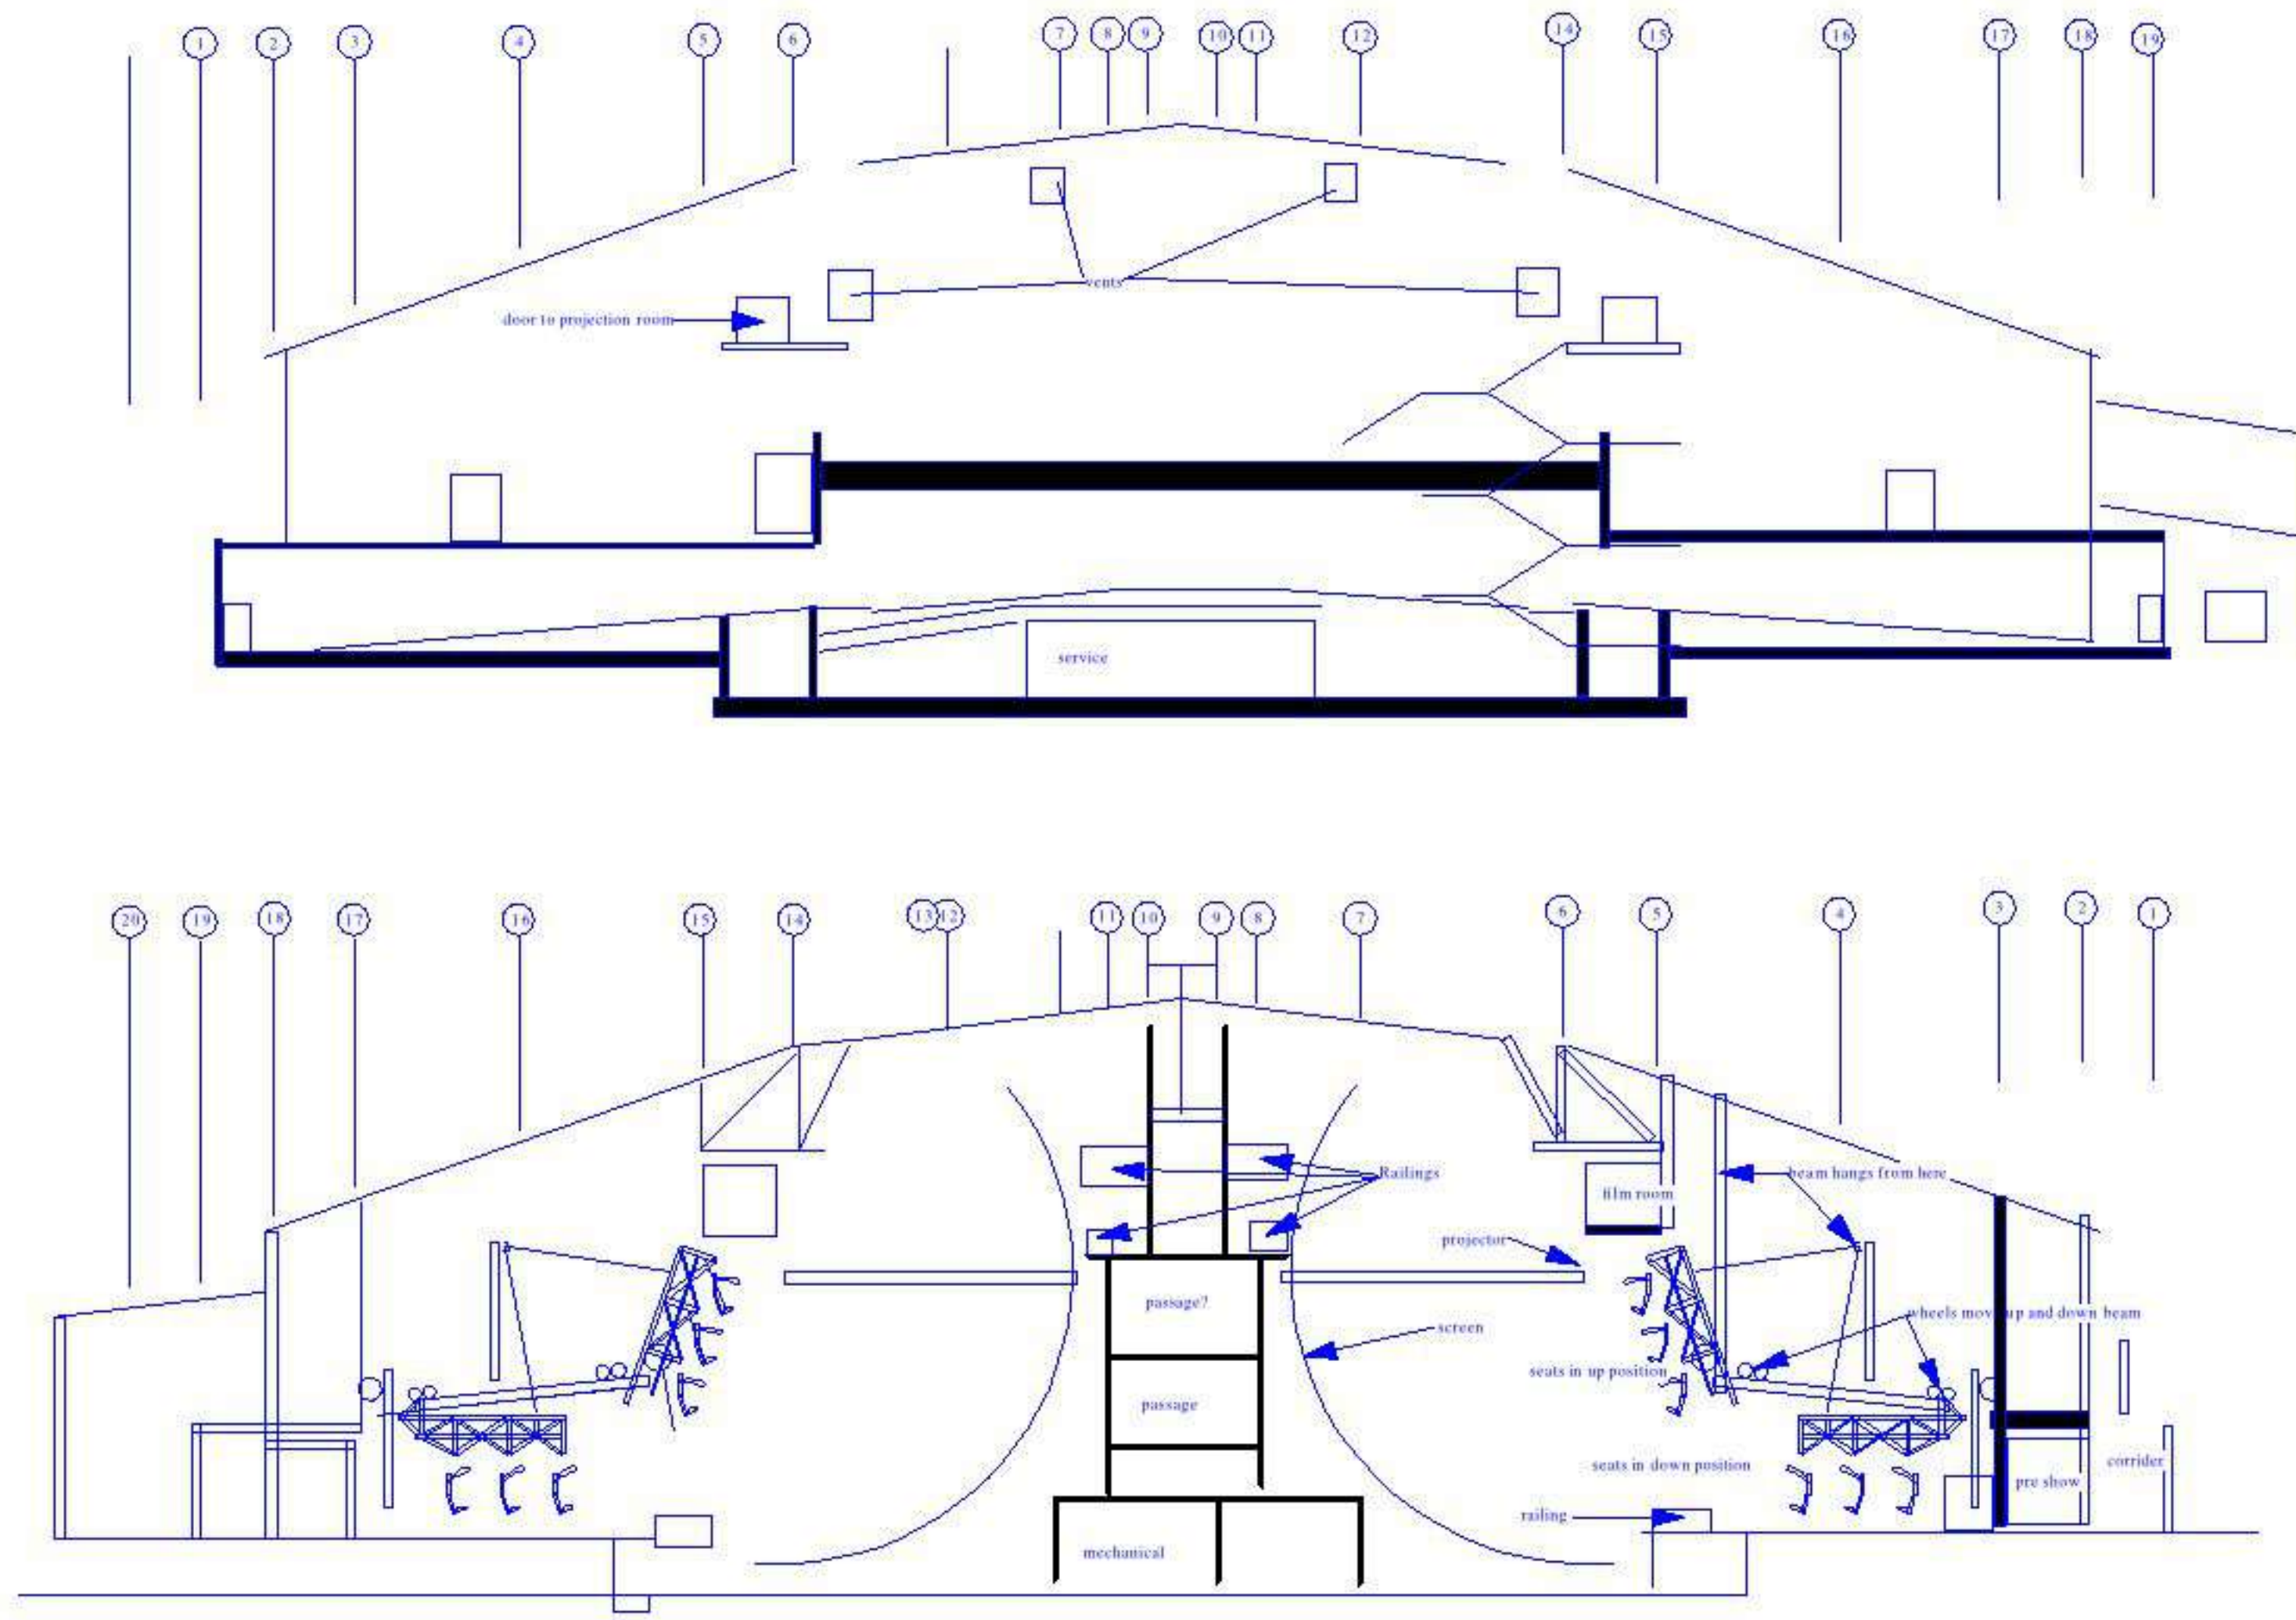 1 2 3 4 5 6 7 8 9 10 11 12 14 15 16 17 18 19
vents
door to projection room
service
20 19 18 17 16 15 14 13 12 11 10 9 8 7 6 5 4 3 2 1
Railings
beam hangs from here
film room
projector
passage?
wheels move up and down beam
screen
seats in up position
passage
corrider
seats in down position
pre show
railing
mechanical